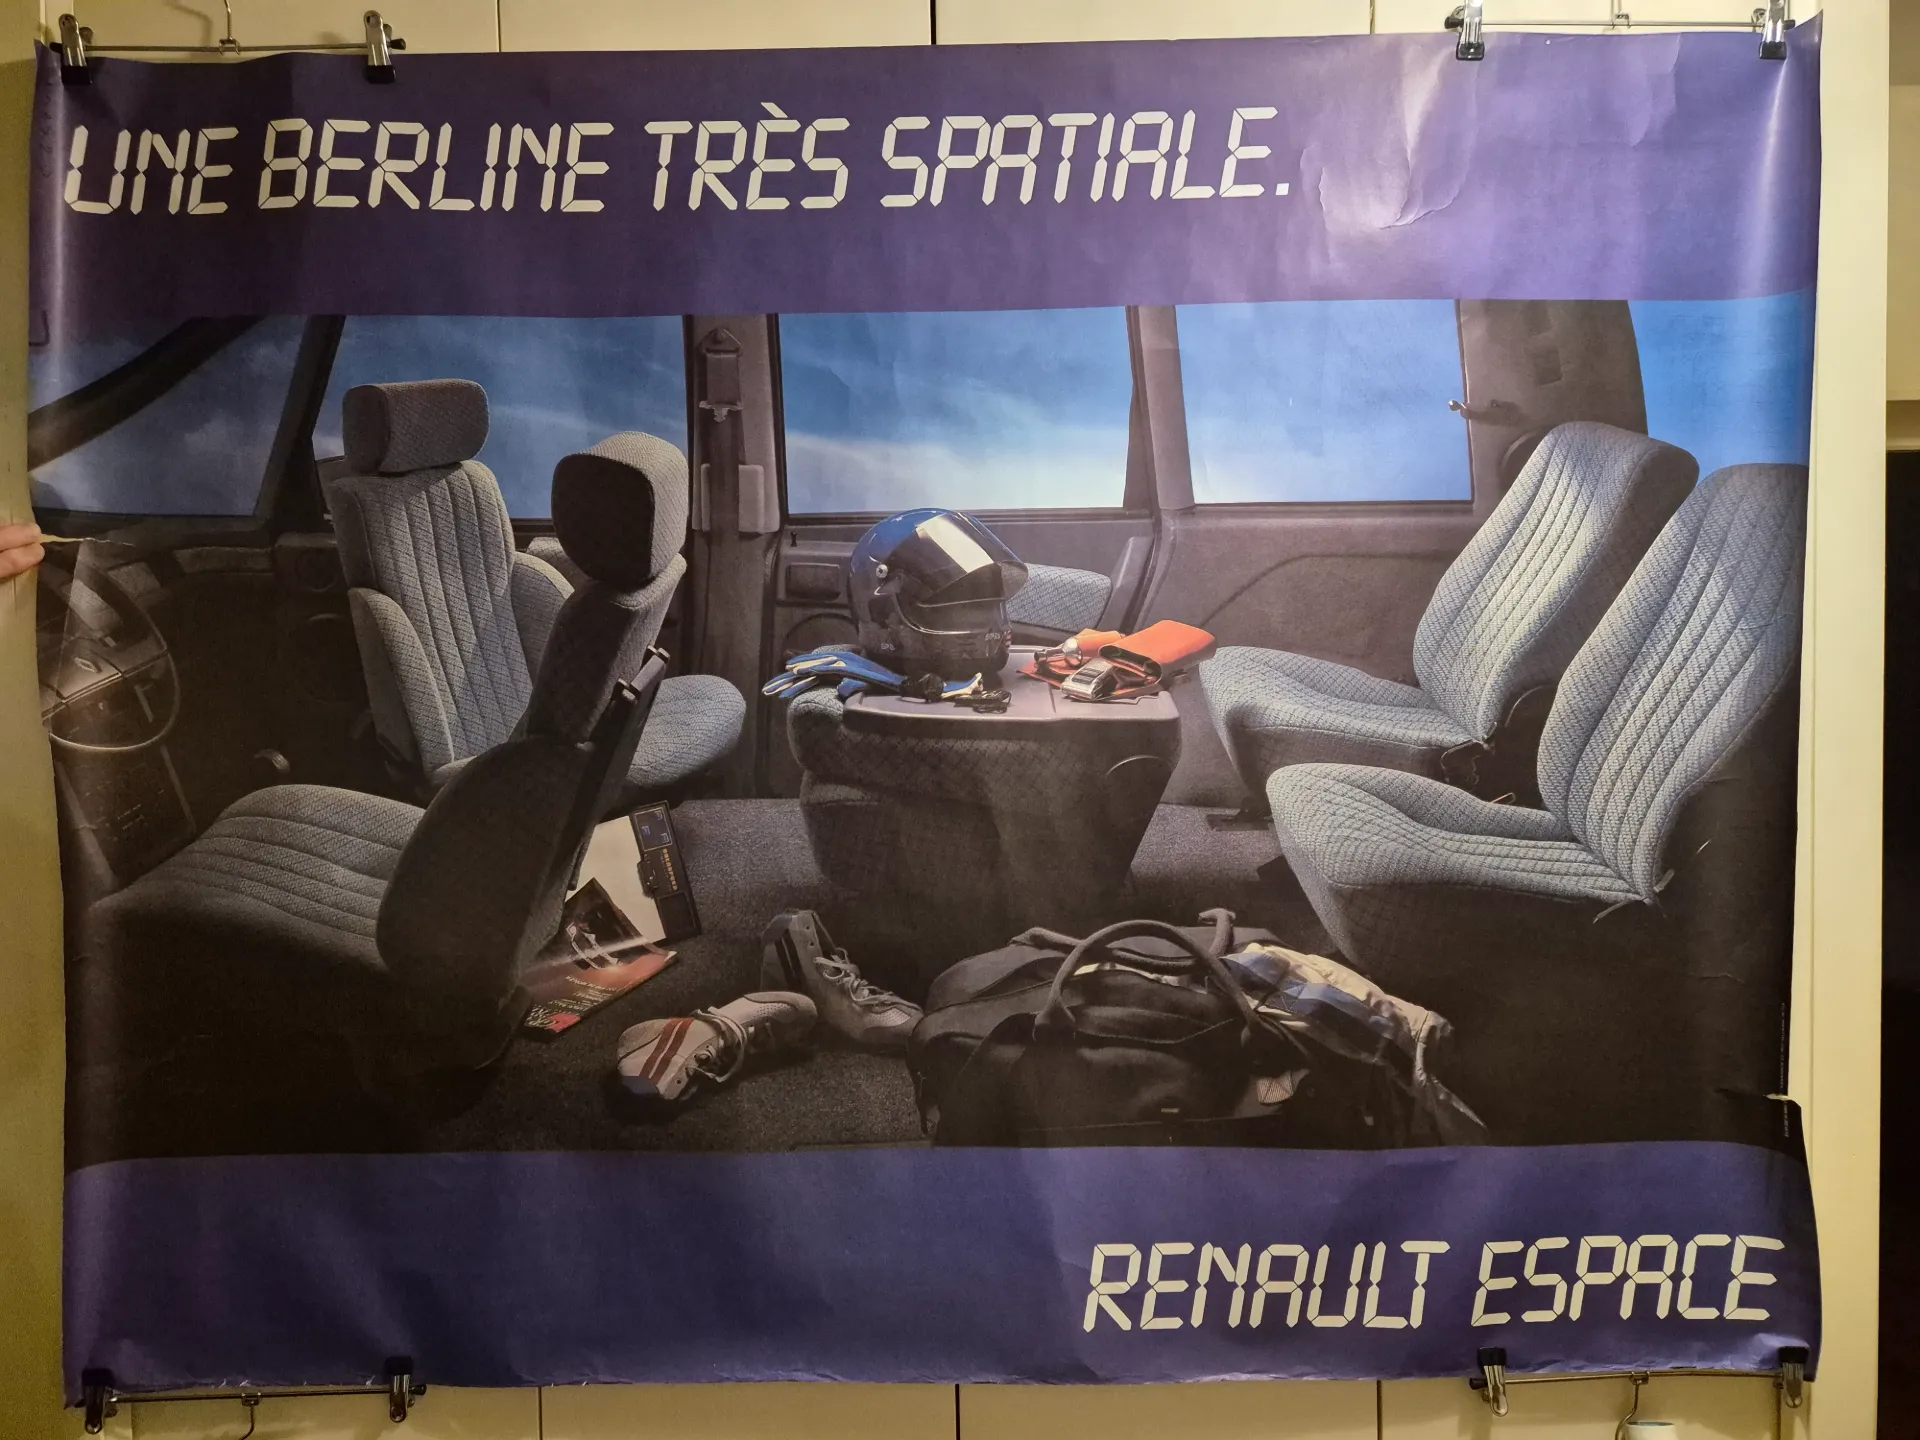 UNE BERLINE TRÈS SPATIALE.
RENAULT ESPACE